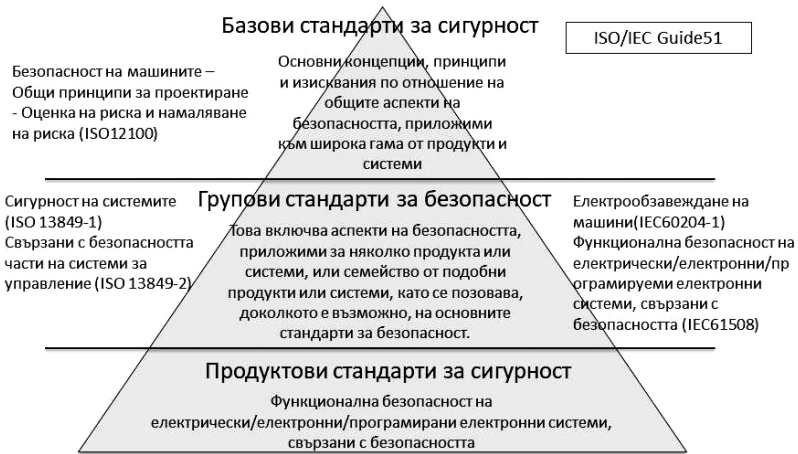 Базови стандарти за сигурност
ISO/IEC Guide51
Безопасност на машините –
Общи принципи за проектиране
- Оценка на риска и намаляване
на риска (ISO12100)
Основни концепции, принципи
и изисквания по отношение на
общите аспекти на
безопасността, приложими
към широка гама от продукти и
системи
Сигурност на системите
(ISO 13849-1)
Свързани с безопасността
части на системи за
управление (ISO 13849-2)
Групови стандарти за безопасност
Това включва аспекти на безопасността,
приложими за няколко продукта или
системи, или семейство от подобни
продукти или системи, като се позовава,
доколкото е възможно, на основните
стандарти за безопасност.
Електрообзавеждане на
машини(IEC60204-1)
Функционална безопасност на
електрически/електронни/пр
ограмируеми електронни
системи, свързани с
безопасността (IEC61508)
Продуктови стандарти за сигурност
Функционална безопасност на
електрически/електронни/програмирани електронни системи,
свързани с безопасността